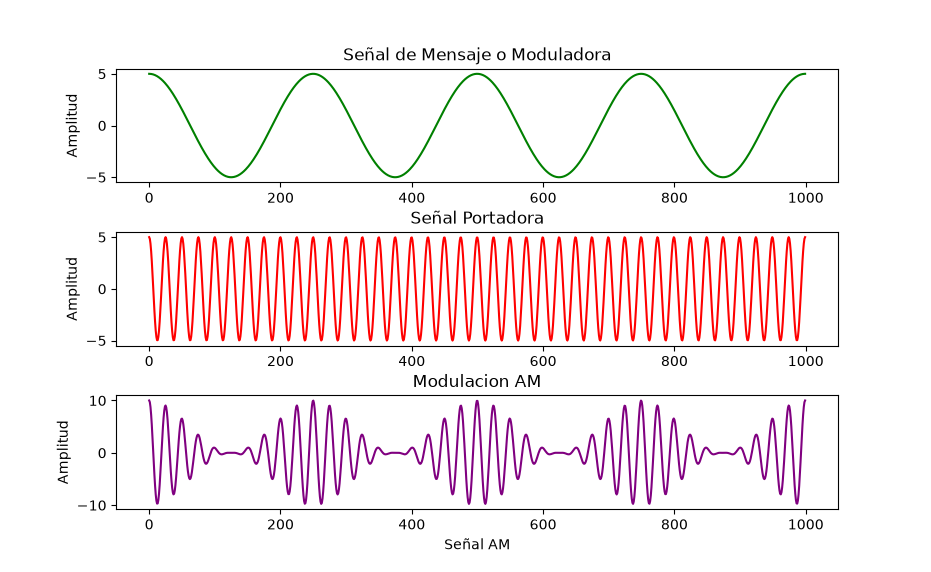 Señal de Mensaje o Moduladora
Amplitud
5
0
−5
0 200 400 600 800 1000
Señal Portadora
Amplitud
5
0
−5
0 200 400 600 800 1000
Modulacion AM
Amplitud
10
0
−10
0 200 400 600 800 1000
Señal AM